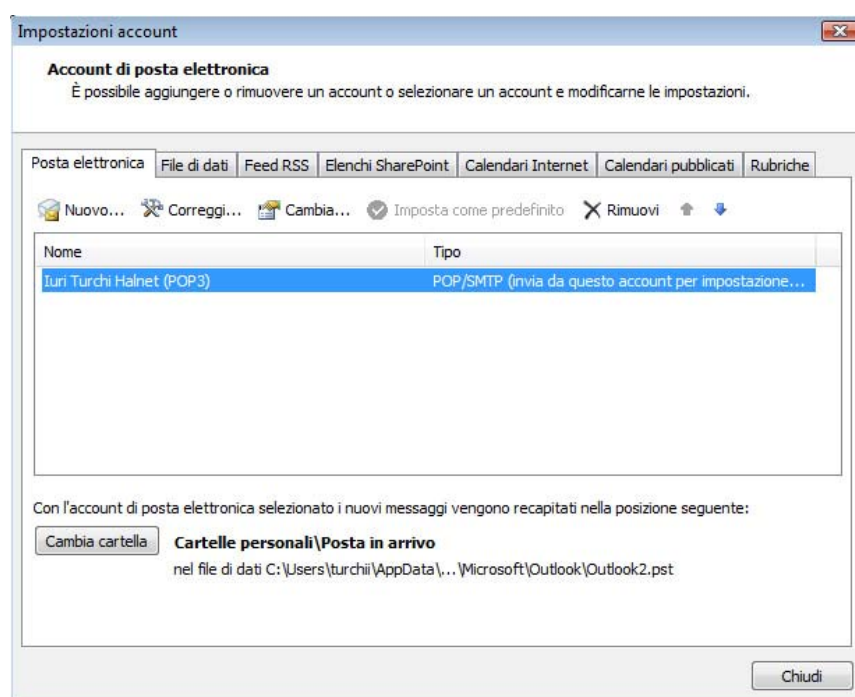 Impostazioni account
Account di posta elettronica
È possibile aggiungere o rimuovere un account o selezionare un account e modificarne le impostazioni.
Posta elettronica File di dati Feed RSS Elenchi SharePoint Calendari Internet Calendari pubblicati Rubriche
Nuovo... Correggi... Cambia... Imposta come predefinito Rimuovi
Nome Tipo
Iuri Turchi Halnet (POP3) POP/SMTP (invia da questo account per impostazione...
Con l'account di posta elettronica selezionato i nuovi messaggi vengono recapitati nella posizione seguente:
Cambia cartella Cartelle personali\Posta in arrivo
nel file di dati C:\Users\turchii\AppData\...\Microsoft\Outlook\Outlook2.pst
Chiudi